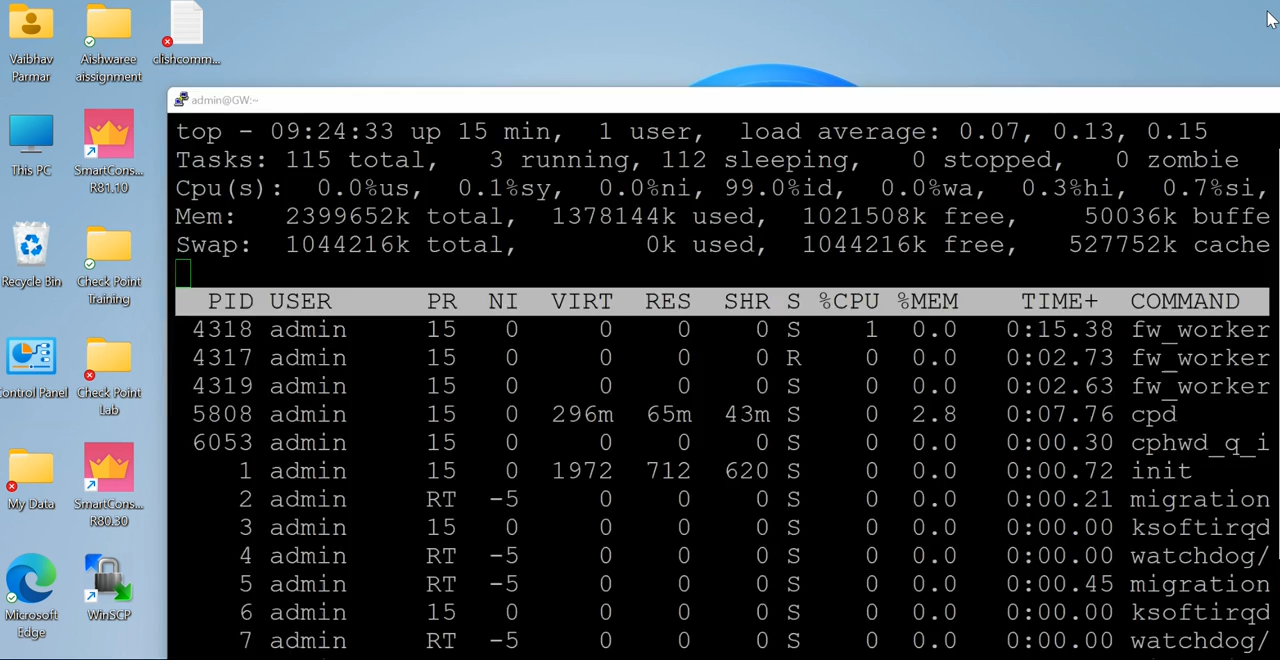 Vaibhav
Parmar
Aishwaree
aissignment
clishcomm...
This PC
SmartCons...
R81.10
Recycle Bin
Check Point
Training
Control Panel
Check Point
Lab
My Data
SmartCons...
R80.30
Microsoft
Edge
WinSCP
admin@GW:~
top - 09:24:33 up 15 min, 1 user, load average: 0.07, 0.13, 0.15
Tasks: 115 total, 3 running, 112 sleeping, 0 stopped, 0 zombie
Cpu(s): 0.0%us, 0.1%sy, 0.0%ni, 99.0%id, 0.0%wa, 0.3%hi, 0.7%si,
Mem: 2399652k total, 1378144k used, 1021508k free, 50036k buffe
Swap: 1044216k total, 0k used, 1044216k free, 527752k cache
PID USER PR NI VIRT RES SHR S %CPU %MEM TIME+ COMMAND
4318 admin 15 0 0 0 0 S 1 0.0 0:15.38 fw_worker
4317 admin 15 0 0 0 0 R 0 0.0 0:02.73 fw_worker
4319 admin 15 0 0 0 0 S 0 0.0 0:02.63 fw_worker
5808 admin 15 0 296m 65m 43m S 0 2.8 0:07.76 cpd
6053 admin 15 0 0 0 0 S 0 0.0 0:00.30 cphwd_q_i
1 admin 15 0 1972 712 620 S 0 0.0 0:00.72 init
2 admin RT -5 0 0 0 S 0 0.0 0:00.21 migration
3 admin 15 0 0 0 0 S 0 0.0 0:00.00 ksoftirqd
4 admin RT -5 0 0 0 S 0 0.0 0:00.00 watchdog/
5 admin RT -5 0 0 0 S 0 0.0 0:00.45 migration
6 admin 15 0 0 0 0 S 0 0.0 0:00.00 ksoftirqd
7 admin RT -5 0 0 0 S 0 0.0 0:00.00 watchdog/